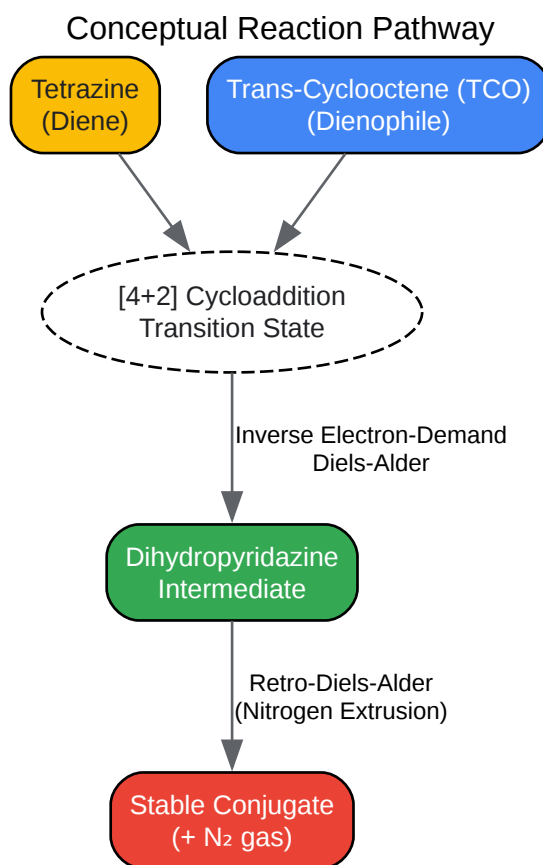 Conceptual Reaction Pathway
Tetrazine
(Diene)
Trans-Cyclooctene (TCO)
(Dienophile)
[4+2] Cycloaddition
Transition State
Inverse Electron-Demand
Diels-Alder
Dihydropyridazine
Intermediate
Retro-Diels-Alder
(Nitrogen Extrusion)
Stable Conjugate
(+ N₂ gas)